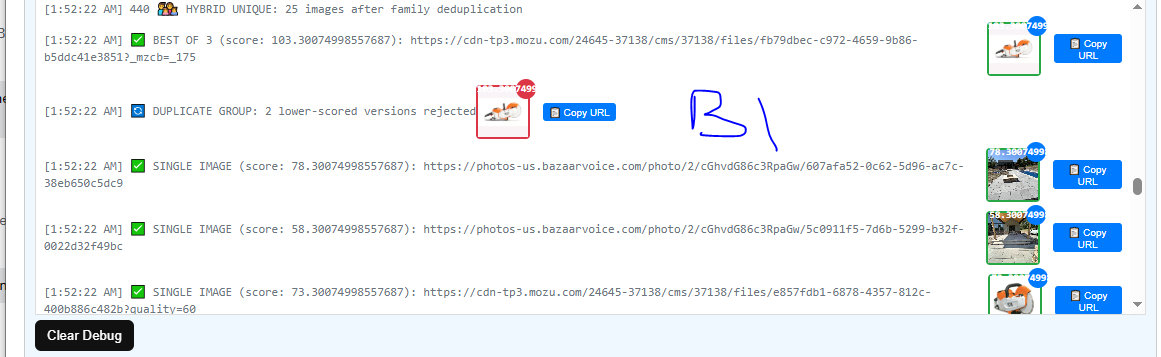 [1:52:22 AM] 440 👨‍👩‍👧‍👦 HYBRID UNIQUE: 25 images after family deduplication
[1:52:22 AM] ✅ BEST OF 3 (score: 103.30074998557687): https://cdn-tp3.mozu.com/24645-37138/cms/37138/files/fb79dbec-c972-4659-9b86-
b5ddc41e3851?_mzcb=_175
📋 Copy
URL
[1:52:22 AM] 🔄 DUPLICATE GROUP: 2 lower-scored versions rejected
📋 Copy URL
B
[1:52:22 AM] ✅ SINGLE IMAGE (score: 78.30074998557687): https://photos-us.bazaarvoice.com/photo/2/cGhvdG86c3RpaGw/607afa52-0c62-5d96-ac7c-
38eb650c5dc9
78.3007499
📋 Copy
URL
[1:52:22 AM] ✅ SINGLE IMAGE (score: 58.30074998557687): https://photos-us.bazaarvoice.com/photo/2/cGhvdG86c3RpaGw/5c0911f5-7d6b-5299-b32f-
0022d32f49bc
58.3007499
📋 Copy
URL
[1:52:22 AM] ✅ SINGLE IMAGE (score: 73.30074998557687): https://cdn-tp3.mozu.com/24645-37138/cms/37138/files/e857fdb1-6878-4357-812c-
400b886c482b?quality=60
📋 Copy
URL
Clear Debug